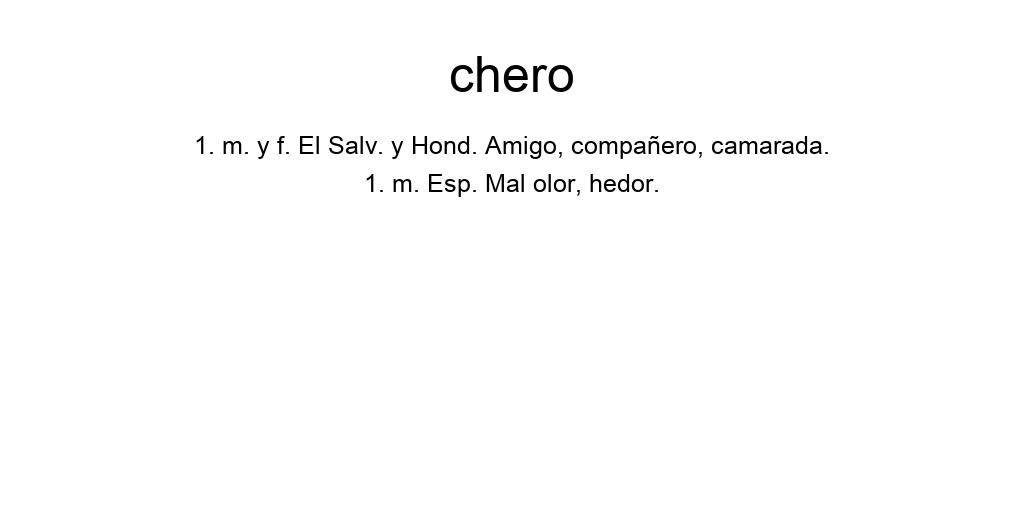 chero
1. m. y f. El Salv. y Hond. Amigo, compañero, camarada.
1. m. Esp. Mal olor, hedor.